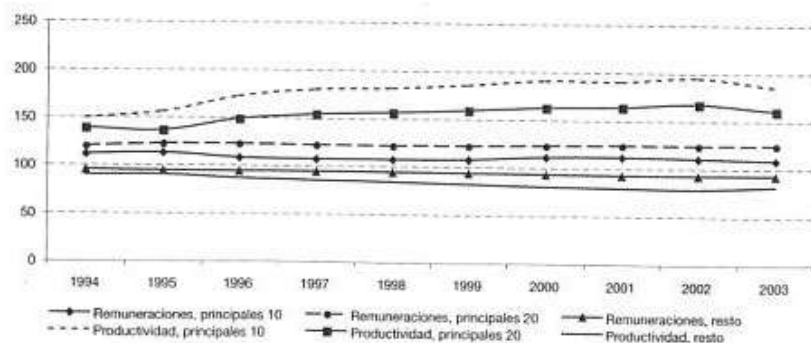 250
200
150
100
50
0
1994 1995 1996 1997 1998 1999 2000 2001 2002 2003
Remuneraciones, principales 10 Remuneraciones, principales 20 Remuneraciones, resto
Productividad, principales 10 Productividad, principales 20 Productividad, resto